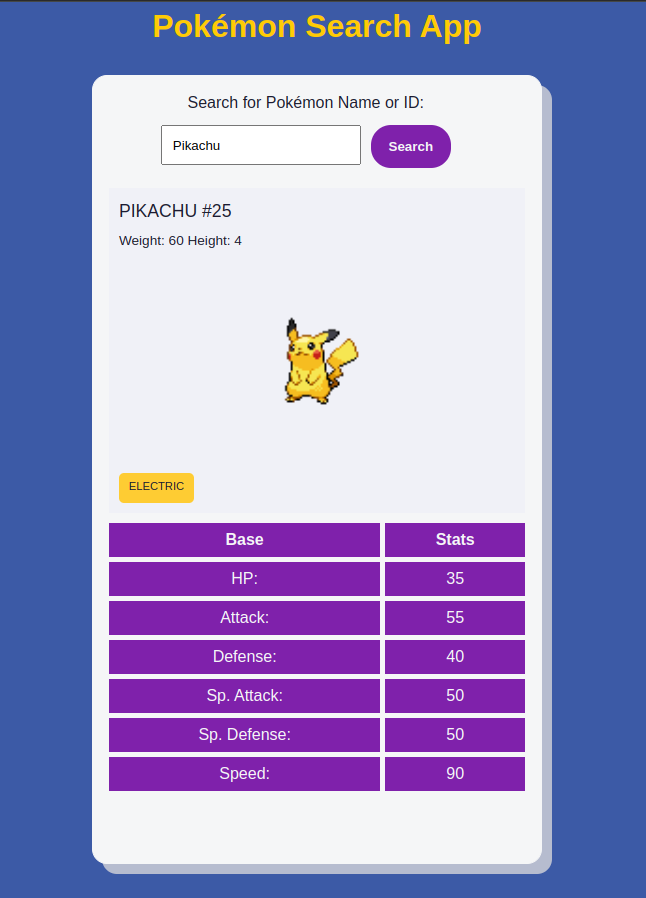 Pokémon Search App
Search for Pokémon Name or ID:
Pikachu
Search
PIKACHU #25
Weight: 60 Height: 4
ELECTRIC
Base Stats
HP: 35
Attack: 55
Defense: 40
Sp. Attack: 50
Sp. Defense: 50
Speed: 90